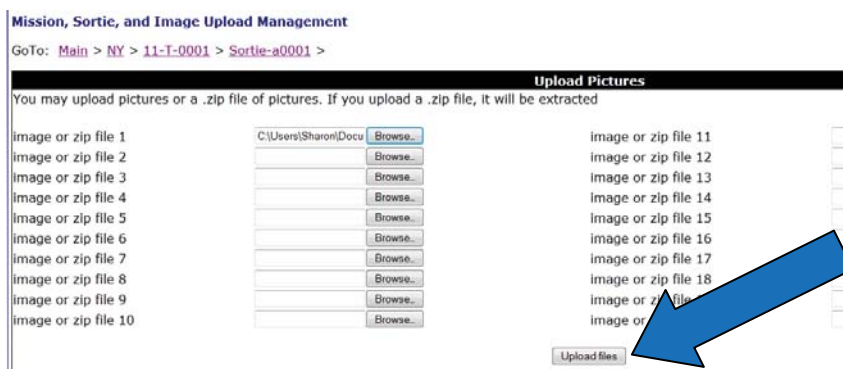 Mission, Sortie, and Image Upload Management
GoTo: Main > NY > 11-T-0001 > Sortie-a0001 >
Upload Pictures
You may upload pictures or a .zip file of pictures. If you upload a .zip file, it will be extracted
image or zip file 1 C:\Users\Sharon\Docu Browse.. image or zip file 11
image or zip file 2 Browse.. image or zip file 12
image or zip file 3 Browse.. image or zip file 13
image or zip file 4 Browse.. image or zip file 14
image or zip file 5 Browse.. image or zip file 15
image or zip file 6 Browse.. image or zip file 16
image or zip file 7 Browse.. image or zip file 17
image or zip file 8 Browse.. image or zip file 18
image or zip file 9 Browse.. image or zip file
image or zip file 10 Browse.. image or
Upload files